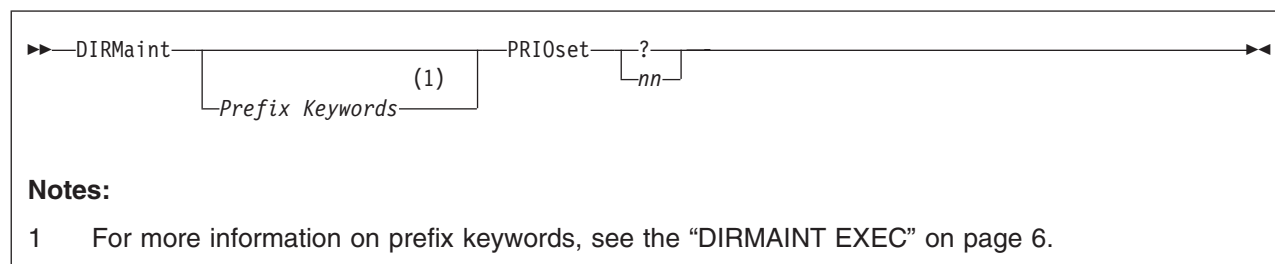 DIRMaint PRIOset ?
(1) nn
Prefix Keywords
Notes:
1 For more information on prefix keywords, see the “DIRMAINT EXEC” on page 6.